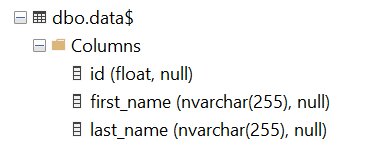 dbo.data$
Columns
id (float, null)
first_name (nvarchar(255), null)
last_name (nvarchar(255), null)